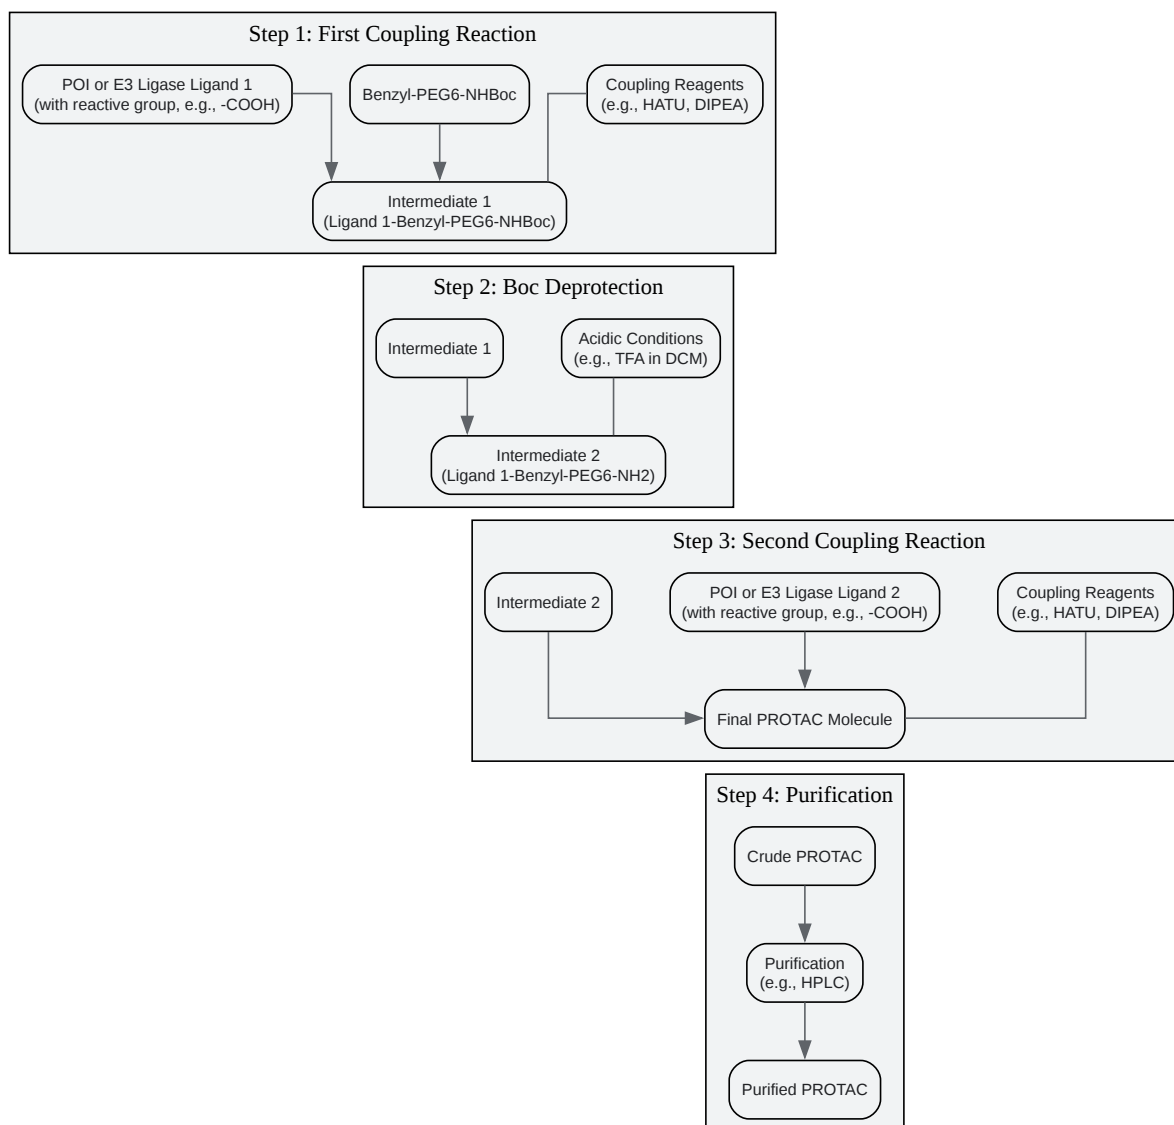 Step 1: First Coupling Reaction
POI or E3 Ligase Ligand 1
(with reactive group, e.g., -COOH)
Benzyl-PEG6-NHBoc
Coupling Reagents
(e.g., HATU, DIPEA)
Intermediate 1
(Ligand 1-Benzyl-PEG6-NHBoc)
Step 2: Boc Deprotection
Intermediate 1
Acidic Conditions
(e.g., TFA in DCM)
Intermediate 2
(Ligand 1-Benzyl-PEG6-NH2)
Step 3: Second Coupling Reaction
Intermediate 2
POI or E3 Ligase Ligand 2
(with reactive group, e.g., -COOH)
Coupling Reagents
(e.g., HATU, DIPEA)
Final PROTAC Molecule
Step 4: Purification
Crude PROTAC
Purification
(e.g., HPLC)
Purified PROTAC